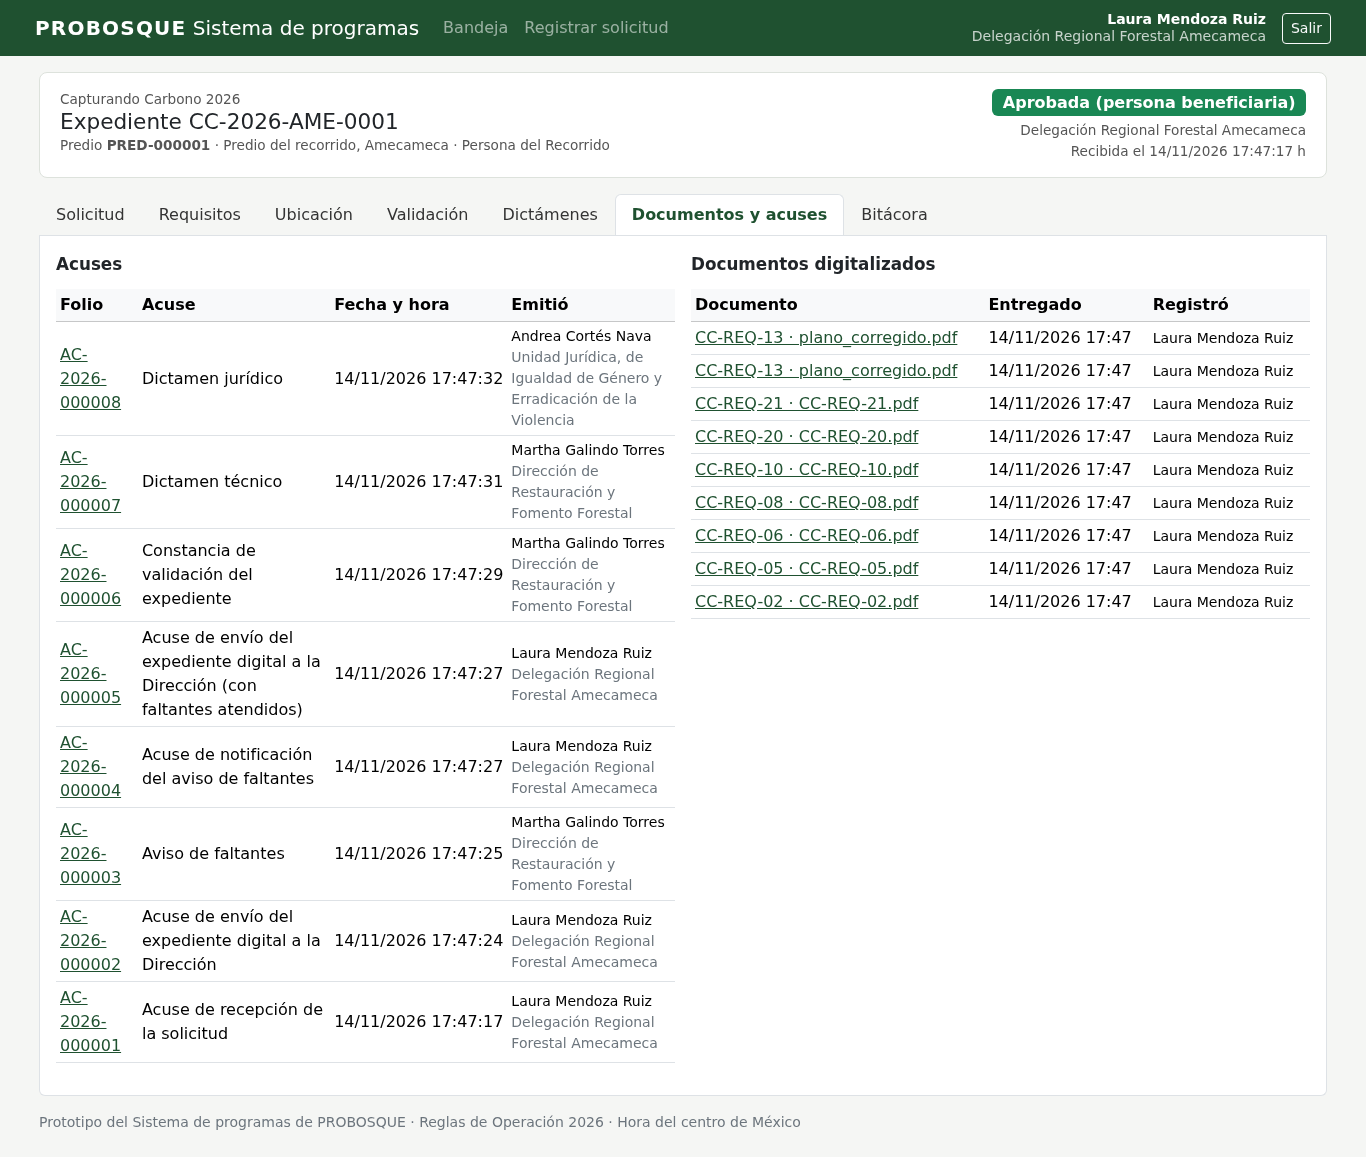 PROBOSQUE Sistema de programas
Bandeja
Registrar solicitud
Laura Mendoza Ruiz
Delegación Regional Forestal Amecameca
Salir
Capturando Carbono 2026
Expediente CC-2026-AME-0001
Predio PRED-000001 · Predio del recorrido, Amecameca · Persona del Recorrido
Aprobada (persona beneficiaria)
Delegación Regional Forestal Amecameca
Recibida el 14/11/2026 17:47:17 h
Solicitud
Requisitos
Ubicación
Validación
Dictámenes
Documentos y acuses
Bitácora
Acuses
Folio
Acuse
Fecha y hora
Emitió
AC-
2026-
000008
Dictamen jurídico
14/11/2026 17:47:32
Andrea Cortés Nava
Unidad Jurídica, de
Igualdad de Género y
Erradicación de la
Violencia
AC-
2026-
000007
Dictamen técnico
14/11/2026 17:47:31
Martha Galindo Torres
Dirección de
Restauración y
Fomento Forestal
AC-
2026-
000006
Constancia de
validación del
expediente
14/11/2026 17:47:29
Martha Galindo Torres
Dirección de
Restauración y
Fomento Forestal
AC-
2026-
000005
Acuse de envío del
expediente digital a la
Dirección (con
faltantes atendidos)
14/11/2026 17:47:27
Laura Mendoza Ruiz
Delegación Regional
Forestal Amecameca
AC-
2026-
000004
Acuse de notificación
del aviso de faltantes
14/11/2026 17:47:27
Laura Mendoza Ruiz
Delegación Regional
Forestal Amecameca
AC-
2026-
000003
Aviso de faltantes
14/11/2026 17:47:25
Martha Galindo Torres
Dirección de
Restauración y
Fomento Forestal
AC-
2026-
000002
Acuse de envío del
expediente digital a la
Dirección
14/11/2026 17:47:24
Laura Mendoza Ruiz
Delegación Regional
Forestal Amecameca
AC-
2026-
000001
Acuse de recepción de
la solicitud
14/11/2026 17:47:17
Laura Mendoza Ruiz
Delegación Regional
Forestal Amecameca
Documentos digitalizados
Documento
Entregado
Registró
CC-REQ-13 · plano_corregido.pdf
14/11/2026 17:47
Laura Mendoza Ruiz
CC-REQ-13 · plano_corregido.pdf
14/11/2026 17:47
Laura Mendoza Ruiz
CC-REQ-21 · CC-REQ-21.pdf
14/11/2026 17:47
Laura Mendoza Ruiz
CC-REQ-20 · CC-REQ-20.pdf
14/11/2026 17:47
Laura Mendoza Ruiz
CC-REQ-10 · CC-REQ-10.pdf
14/11/2026 17:47
Laura Mendoza Ruiz
CC-REQ-08 · CC-REQ-08.pdf
14/11/2026 17:47
Laura Mendoza Ruiz
CC-REQ-06 · CC-REQ-06.pdf
14/11/2026 17:47
Laura Mendoza Ruiz
CC-REQ-05 · CC-REQ-05.pdf
14/11/2026 17:47
Laura Mendoza Ruiz
CC-REQ-02 · CC-REQ-02.pdf
14/11/2026 17:47
Laura Mendoza Ruiz
Prototipo del Sistema de programas de PROBOSQUE · Reglas de Operación 2026 · Hora del centro de México